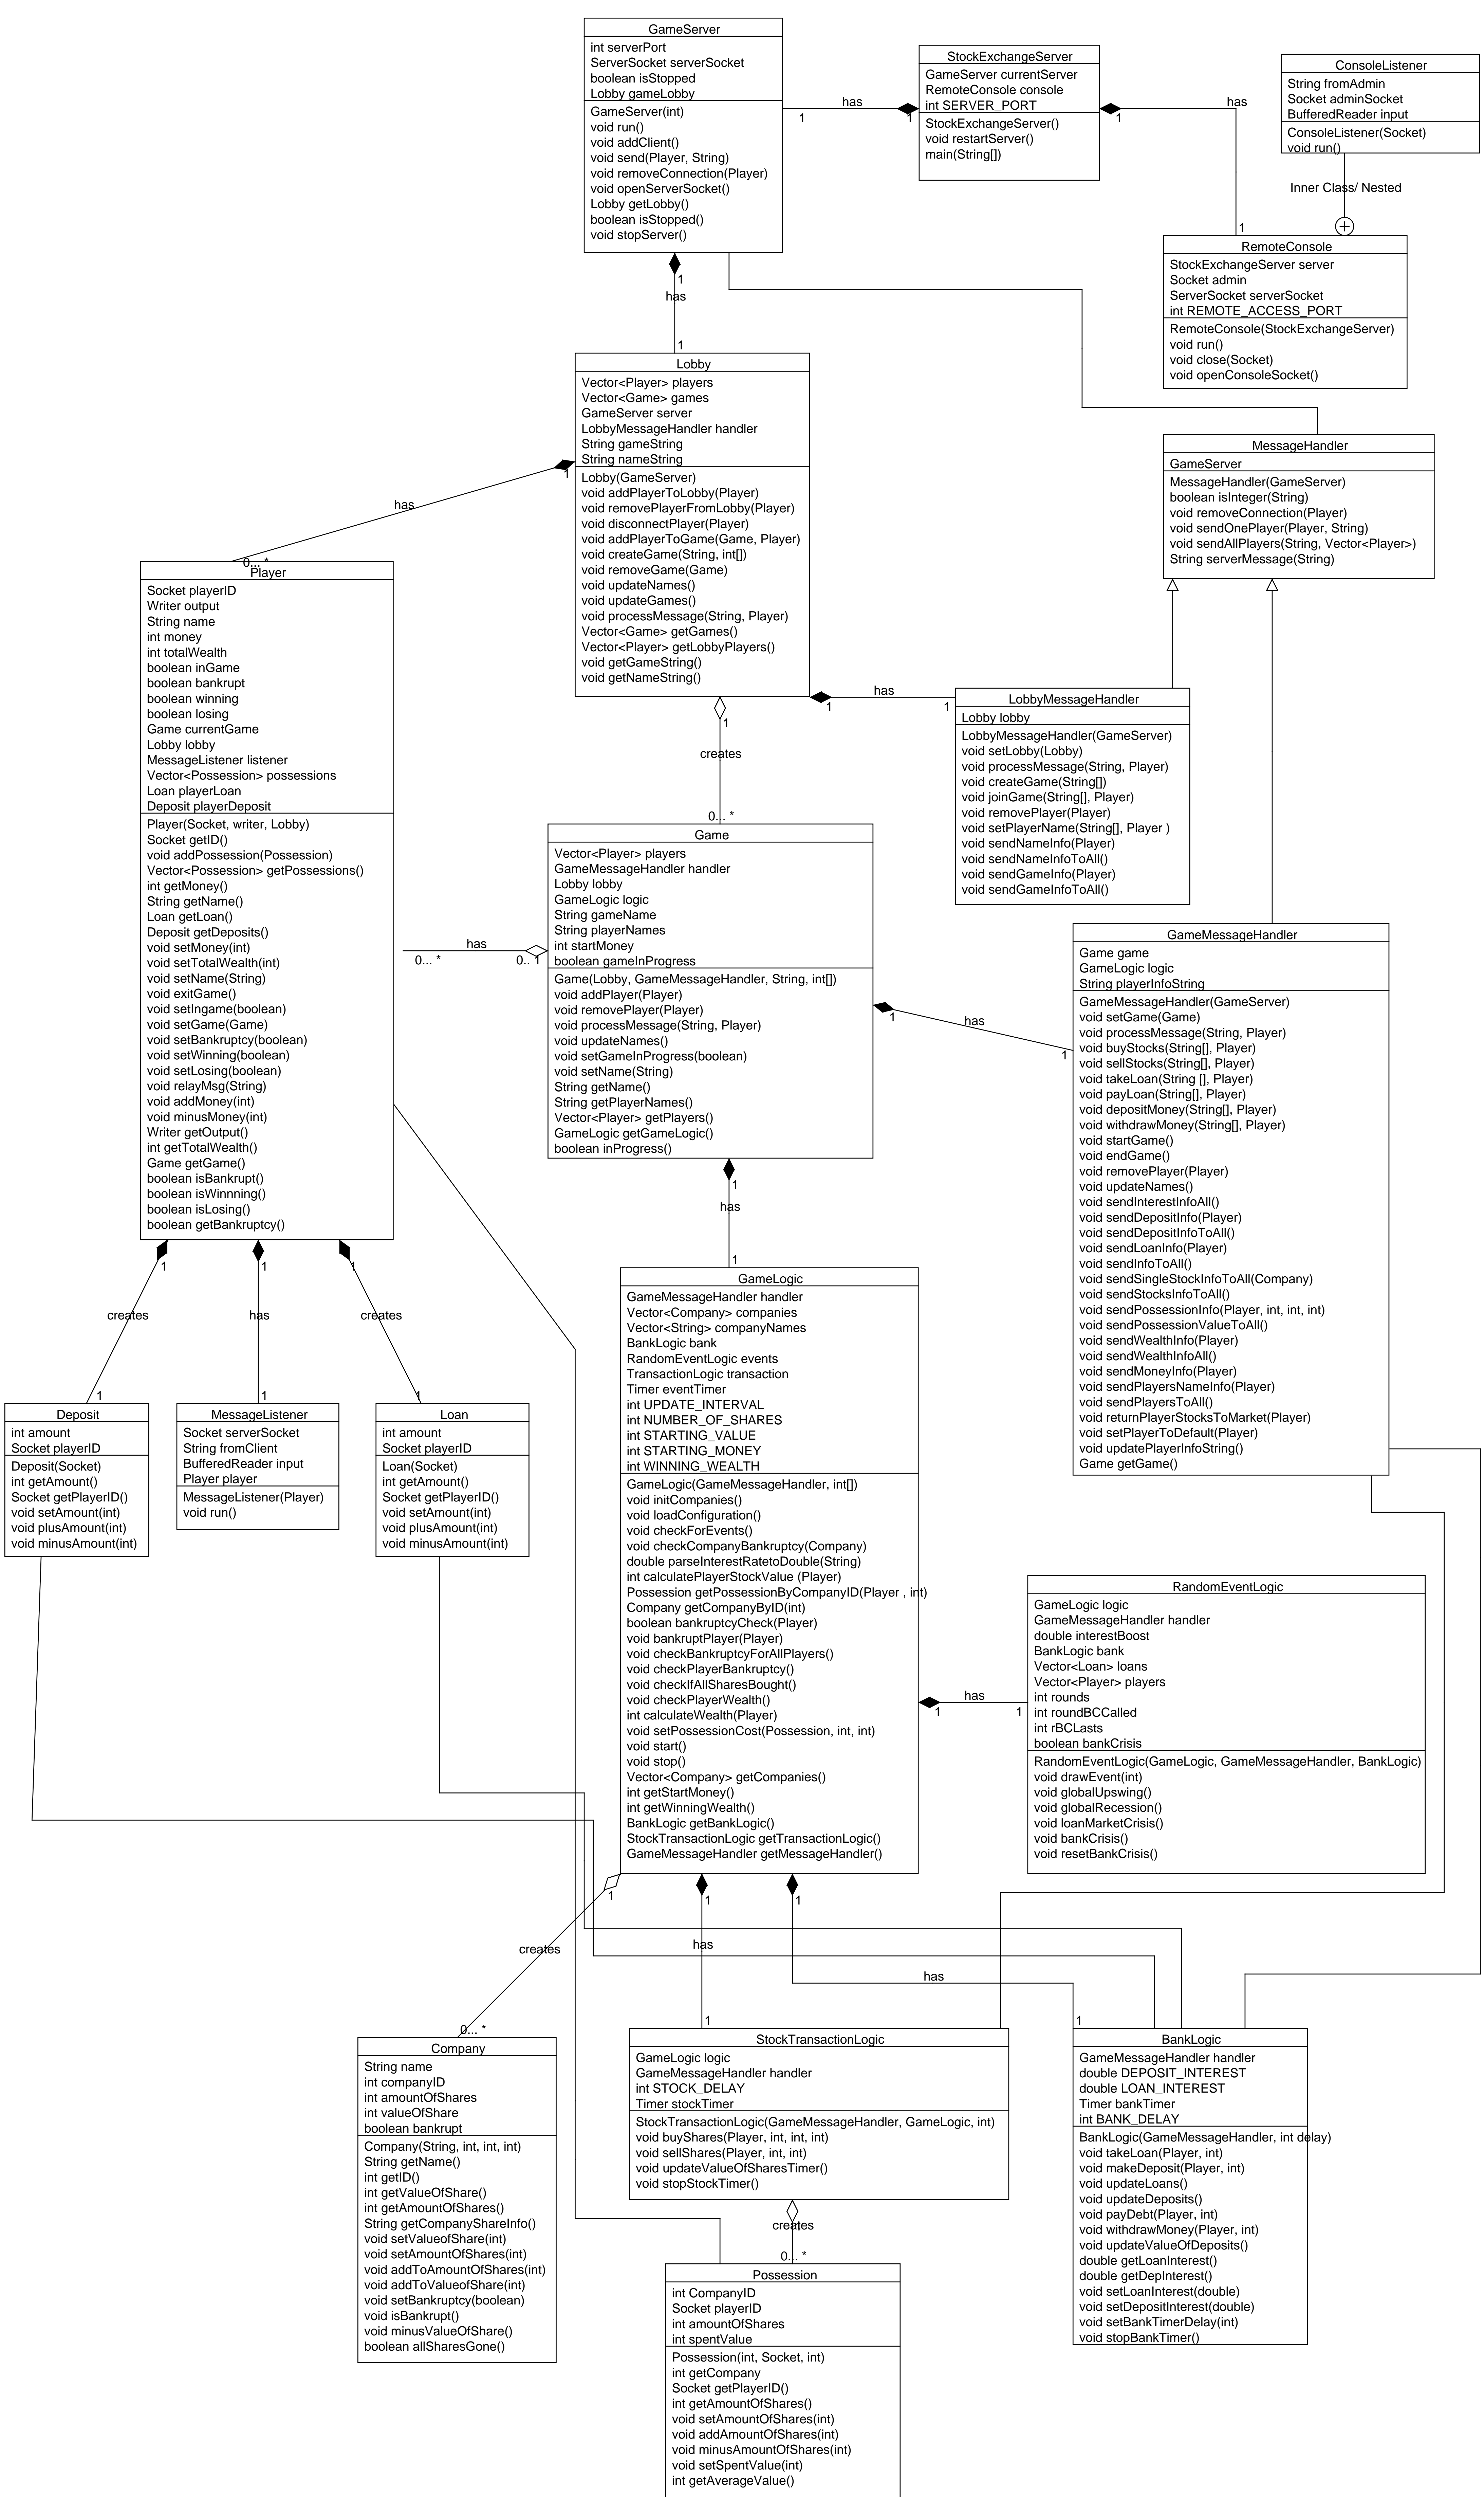 GameServer
int serverPort
ServerSocket serverSocket
boolean isStopped
Lobby gameLobby
GameServer(int)
void run()
void addClient()
void send(Player, String)
void removeConnection(Player)
void openServerSocket()
Lobby getLobby()
boolean isStopped()
void stopServer()
has
1
1
StockExchangeServer
GameServer currentServer
RemoteConsole console
int SERVER_PORT
StockExchangeServer()
void restartServer()
main(String[])
1
has
1
ConsoleListener
String fromAdmin
Socket adminSocket
BufferedReader input
ConsoleListener(Socket)
void run()
Inner Class/ Nested
RemoteConsole
StockExchangeServer server
Socket admin
ServerSocket serverSocket
int REMOTE_ACCESS_PORT
RemoteConsole(StockExchangeServer)
void run()
void close(Socket)
void openConsoleSocket()
1
has
1
Lobby
Vector<Player> players
Vector<Game> games
GameServer server
LobbyMessageHandler handler
String gameString
String nameString
Lobby(GameServer)
void addPlayerToLobby(Player)
void removePlayerFromLobby(Player)
void disconnectPlayer(Player)
void addPlayerToGame(Game, Player)
void createGame(String, int[])
void removeGame(Game)
void updateNames()
void updateGames()
void processMessage(String, Player)
Vector<Game> getGames()
Vector<Player> getLobbyPlayers()
void getGameString()
void getNameString()
MessageHandler
GameServer
MessageHandler(GameServer)
boolean isInteger(String)
void removeConnection(Player)
void sendOnePlayer(Player, String)
void sendAllPlayers(String, Vector<Player>)
String serverMessage(String)
1
has
0... *
Player
Socket playerID
Writer output
String name
int money
int totalWealth
boolean inGame
boolean bankrupt
boolean winning
boolean losing
Game currentGame
Lobby lobby
MessageListener listener
Vector<Possession> possessions
Loan playerLoan
Deposit playerDeposit
Player(Socket, writer, Lobby)
Socket getID()
void addPossession(Possession)
Vector<Possession> getPossessions()
int getMoney()
String getName()
Loan getLoan()
Deposit getDeposits()
void setMoney(int)
void setTotalWealth(int)
void setName(String)
void exitGame()
void setIngame(boolean)
void setGame(Game)
void setBankruptcy(boolean)
void setWinning(boolean)
void setLosing(boolean)
void relayMsg(String)
void addMoney(int)
void minusMoney(int)
Writer getOutput()
int getTotalWealth()
Game getGame()
boolean isBankrupt()
boolean isWinnning()
boolean isLosing()
boolean getBankruptcy()
has
1
1
LobbyMessageHandler
Lobby lobby
LobbyMessageHandler(GameServer)
void setLobby(Lobby)
void processMessage(String, Player)
void createGame(String[])
void joinGame(String[], Player)
void removePlayer(Player)
void setPlayerName(String[], Player )
void sendNameInfo(Player)
void sendNameInfoToAll()
void sendGameInfo(Player)
void sendGameInfoToAll()
1
creates
0... *
Game
Vector<Player> players
GameMessageHandler handler
Lobby lobby
GameLogic logic
String gameName
String playerNames
int startMoney
boolean gameInProgress
Game(Lobby, GameMessageHandler, String, int[])
void addPlayer(Player)
void removePlayer(Player)
void processMessage(String, Player)
void updateNames()
void setGameInProgress(boolean)
void setName(String)
String getName()
String getPlayerNames()
Vector<Player> getPlayers()
GameLogic getGameLogic()
boolean inProgress()
has
0... *
0.. 1
1
has
1
GameMessageHandler
Game game
GameLogic logic
String playerInfoString
GameMessageHandler(GameServer)
void setGame(Game)
void processMessage(String, Player)
void buyStocks(String[], Player)
void sellStocks(String[], Player)
void takeLoan(String [], Player)
void payLoan(String[], Player)
void depositMoney(String[], Player)
void withdrawMoney(String[], Player)
void startGame()
void endGame()
void removePlayer(Player)
void updateNames()
void sendInterestInfoAll()
void sendDepositInfo(Player)
void sendDepositInfoToAll()
void sendLoanInfo(Player)
void sendInfoToAll()
void sendSingleStockInfoToAll(Company)
void sendStocksInfoToAll()
void sendPossessionInfo(Player, int, int, int)
void sendPossessionValueToAll()
void sendWealthInfo(Player)
void sendWealthInfoAll()
void sendMoneyInfo(Player)
void sendPlayersNameInfo(Player)
void sendPlayersToAll()
void returnPlayerStocksToMarket(Player)
void setPlayerToDefault(Player)
void updatePlayerInfoString()
Game getGame()
1
has
1
1
1
1
creates
has
creates
1
1
1
Deposit
int amount
Socket playerID
Deposit(Socket)
int getAmount()
Socket getPlayerID()
void setAmount(int)
void plusAmount(int)
void minusAmount(int)
MessageListener
Socket serverSocket
String fromClient
BufferedReader input
Player player
MessageListener(Player)
void run()
Loan
int amount
Socket playerID
Loan(Socket)
int getAmount()
Socket getPlayerID()
void setAmount(int)
void plusAmount(int)
void minusAmount(int)
GameLogic
GameMessageHandler handler
Vector<Company> companies
Vector<String> companyNames
BankLogic bank
RandomEventLogic events
TransactionLogic transaction
Timer eventTimer
int UPDATE_INTERVAL
int NUMBER_OF_SHARES
int STARTING_VALUE
int STARTING_MONEY
int WINNING_WEALTH
GameLogic(GameMessageHandler, int[])
void initCompanies()
void loadConfiguration()
void checkForEvents()
void checkCompanyBankruptcy(Company)
double parseInterestRatetoDouble(String)
int calculatePlayerStockValue (Player)
Possession getPossessionByCompanyID(Player , int)
Company getCompanyByID(int)
boolean bankruptcyCheck(Player)
void bankruptPlayer(Player)
void checkBankruptcyForAllPlayers()
void checkPlayerBankruptcy()
void checkIfAllSharesBought()
void checkPlayerWealth()
int calculateWealth(Player)
void setPossessionCost(Possession, int, int)
void start()
void stop()
Vector<Company> getCompanies()
int getStartMoney()
int getWinningWealth()
BankLogic getBankLogic()
StockTransactionLogic getTransactionLogic()
GameMessageHandler getMessageHandler()
has
1
1
RandomEventLogic
GameLogic logic
GameMessageHandler handler
double interestBoost
BankLogic bank
Vector<Loan> loans
Vector<Player> players
int rounds
int roundBCCalled
int rBCLasts
boolean bankCrisis
RandomEventLogic(GameLogic, GameMessageHandler, BankLogic)
void drawEvent(int)
void globalUpswing()
void globalRecession()
void loanMarketCrisis()
void bankCrisis()
void resetBankCrisis()
1
creates
0... *
1
has
1
1
has
1
Company
String name
int companyID
int amountOfShares
int valueOfShare
boolean bankrupt
Company(String, int, int, int)
String getName()
int getID()
int getValueOfShare()
int getAmountOfShares()
String getCompanyShareInfo()
void setValueofShare(int)
void setAmountOfShares(int)
void addToAmountOfShares(int)
void addToValueofShare(int)
void setBankruptcy(boolean)
void isBankrupt()
void minusValueOfShare()
boolean allSharesGone()
StockTransactionLogic
GameLogic logic
GameMessageHandler handler
int STOCK_DELAY
Timer stockTimer
StockTransactionLogic(GameMessageHandler, GameLogic, int)
void buyShares(Player, int, int, int)
void sellShares(Player, int, int)
void updateValueOfSharesTimer()
void stopStockTimer()
BankLogic
GameMessageHandler handler
double DEPOSIT_INTEREST
double LOAN_INTEREST
Timer bankTimer
int BANK_DELAY
BankLogic(GameMessageHandler, int delay)
void takeLoan(Player, int)
void makeDeposit(Player, int)
void updateLoans()
void updateDeposits()
void payDebt(Player, int)
void withdrawMoney(Player, int)
void updateValueOfDeposits()
double getLoanInterest()
double getDepInterest()
void setLoanInterest(double)
void setDepositInterest(double)
void setBankTimerDelay(int)
void stopBankTimer()
creates
0... *
Possession
int CompanyID
Socket playerID
int amountOfShares
int spentValue
Possession(int, Socket, int)
int getCompany
Socket getPlayerID()
int getAmountOfShares()
void setAmountOfShares(int)
void addAmountOfShares(int)
void minusAmountOfShares(int)
void setSpentValue(int)
int getAverageValue()